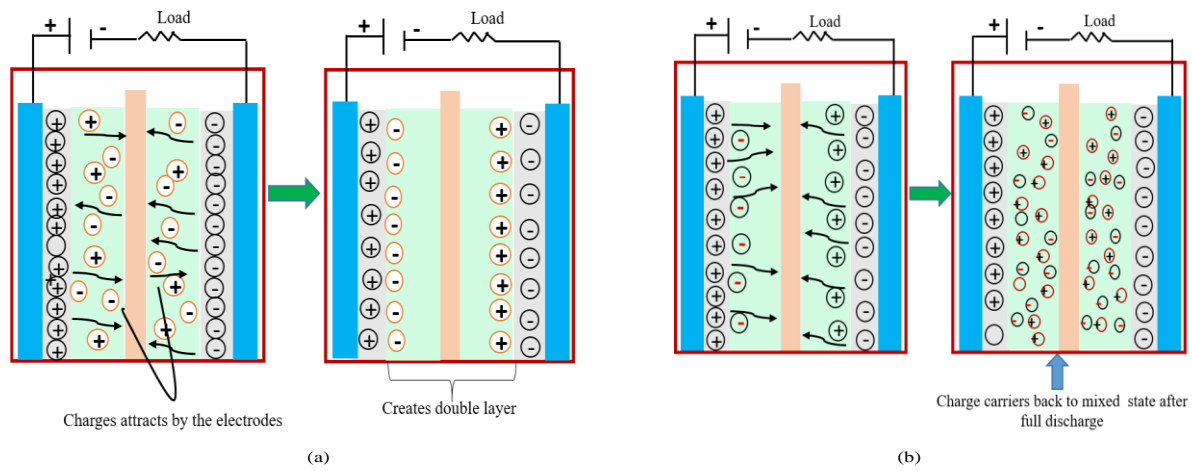 + - Load
+ - Load
+ - Load
+ - Load
Charges attracts by the electrodes
Creates double layer
Charge carriers back to mixed state after
full discharge
(a)
(b)